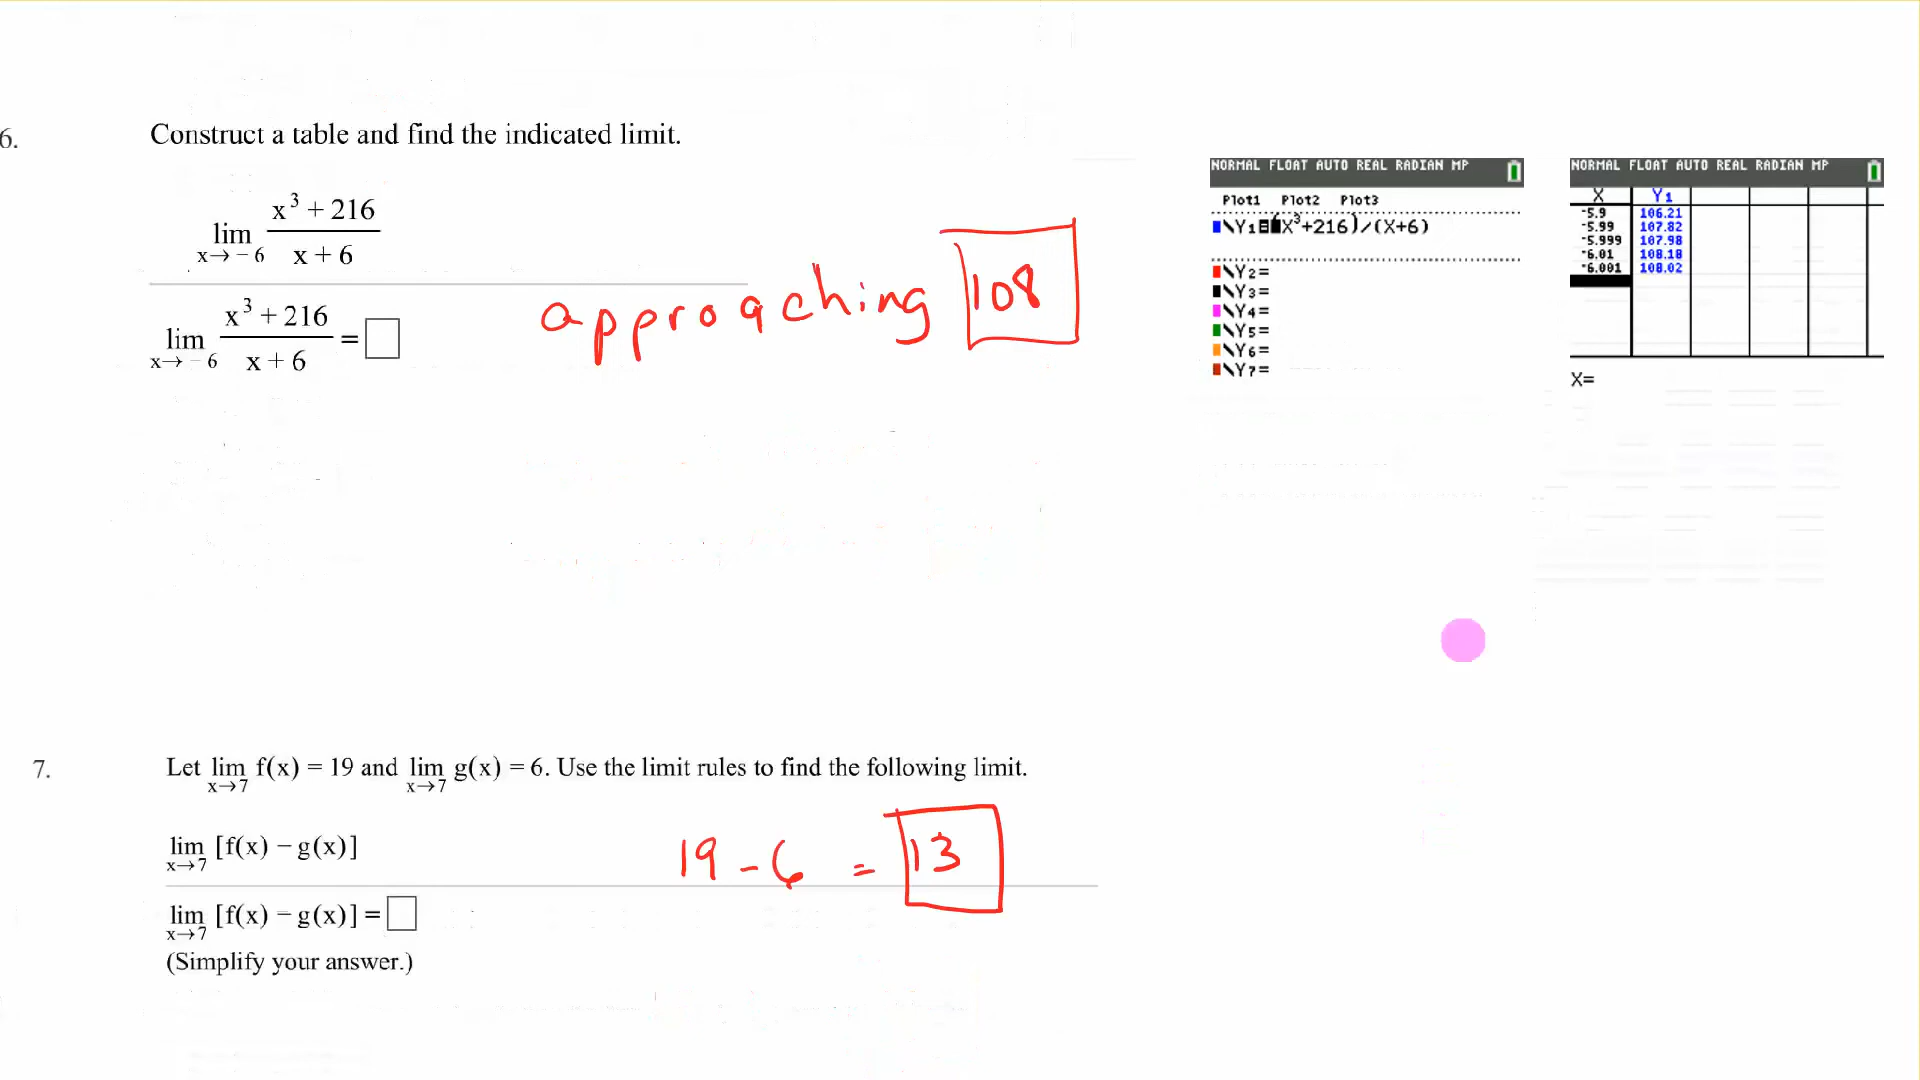 6.
Construct a table and find the indicated limit.
lim x→−6 (x³ + 216)/(x + 6)
lim x→−6 (x³ + 216)/(x + 6) = □
approaching 108
NORMAL FLOAT AUTO REAL RADIAN MP
Plot1 Plot2 Plot3
\Y1=(X³+216)/(X+6)
\Y2=
\Y3=
\Y4=
\Y5=
\Y6=
\Y7=
NORMAL FLOAT AUTO REAL RADIAN MP
X Y1
-5.9 106.21
-5.99 107.82
-5.999 107.98
-6.01 108.18
-6.001 108.02
X=
7.
Let lim x→7 f(x) = 19 and lim x→7 g(x) = 6. Use the limit rules to find the following limit.
lim x→7 [f(x) − g(x)]
19 - 6 = 13
lim x→7 [f(x) − g(x)] = □
(Simplify your answer.)